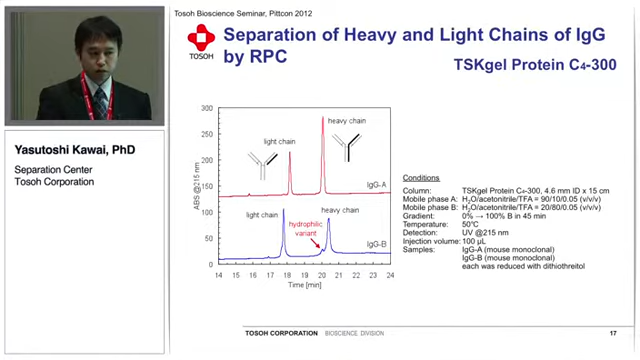 Tosoh Bioscience Seminar, Pittcon 2012
TOSOH
Separation of Heavy and Light Chains of IgG
by RPC
TSKgel Protein C4-300
Yasutoshi Kawai, PhD
Separation Center
Tosoh Corporation
ABS @215 nm
300
250
200
150
100
50
0
light chain
heavy chain
IgG-A
light chain
hydrophilic
variant
heavy chain
IgG-B
14 15 16 17 18 19 20 21 22 23 24
Time [min]
Conditions
Column: TSKgel Protein C4-300, 4.6 mm ID × 15 cm
Mobile phase A: H2O/acetonitrile/TFA = 90/10/0.05 (v/v/v)
Mobile phase B: H2O/acetonitrile/TFA = 20/80/0.05 (v/v/v)
Gradient: 0% → 100% B in 45 min
Temperature: 50°C
Detection: UV @215 nm
Injection volume: 100 µL
Samples: IgG-A (mouse monoclonal)
IgG-B (mouse monoclonal)
each was reduced with dithiothreitol
TOSOH CORPORATION BIOSCIENCE DIVISION
17